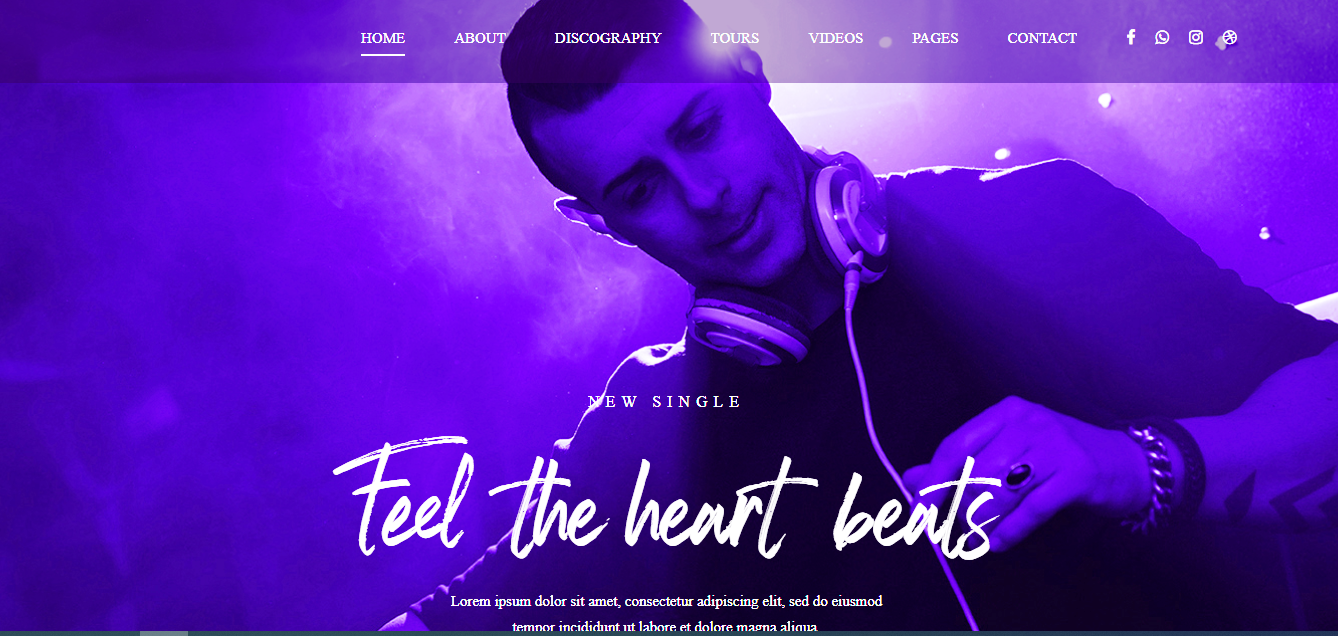 HOME ABOUT DISCOGRAPHY TOURS VIDEOS PAGES CONTACT
NEW SINGLE
Feel the heart beats
Lorem ipsum dolor sit amet, consectetur adipiscing elit, sed do eiusmod
tempor incididunt ut labore et dolore magna aliqua.